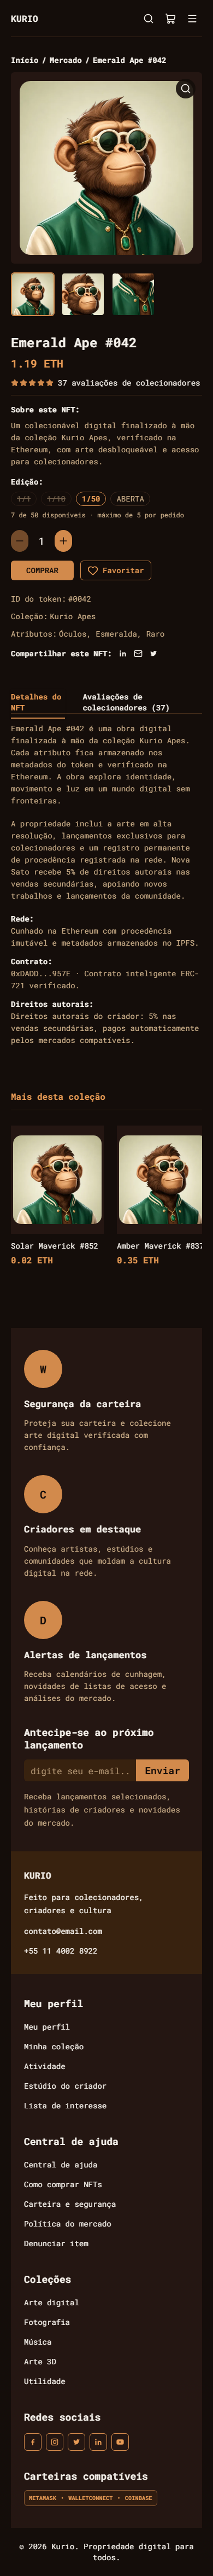 KURIO
Início / Mercado / Emerald Ape #042
Emerald Ape #042
1.19 ETH
37 avaliações de colecionadores
Sobre este NFT:
Um colecionável digital finalizado à mão
da coleção Kurio Apes, verificado na
Ethereum, com arte desbloqueável e acesso
para colecionadores.
Edição:
1/1 1/10 1/50 ABERTA
7 de 50 disponíveis · máximo de 5 por pedido
1
COMPRAR
Favoritar
ID do token: #0042
Coleção: Kurio Apes
Atributos: Óculos, Esmeralda, Raro
Compartilhar este NFT:
Detalhes do
NFT
Avaliações de
colecionadores (37)
Emerald Ape #042 é uma obra digital
finalizada à mão da coleção Kurio Apes.
Cada atributo fica armazenado nos
metadados do token e verificado na
Ethereum. A obra explora identidade,
movimento e luz em um mundo digital sem
fronteiras.
A propriedade inclui a arte em alta
resolução, lançamentos exclusivos para
colecionadores e um registro permanente
de procedência registrada na rede. Nova
Sato recebe 5% de direitos autorais nas
vendas secundárias, apoiando novos
trabalhos e lançamentos da comunidade.
Rede:
Cunhado na Ethereum com procedência
imutável e metadados armazenados no IPFS.
Contrato:
0xDADD...957E · Contrato inteligente ERC-
721 verificado.
Direitos autorais:
Direitos autorais do criador: 5% nas
vendas secundárias, pagos automaticamente
pelos mercados compatíveis.
Mais desta coleção
Solar Maverick #852
0.02 ETH
Amber Maverick #837
0.35 ETH
W
Segurança da carteira
Proteja sua carteira e colecione
arte digital verificada com
confiança.
C
Criadores em destaque
Conheça artistas, estúdios e
comunidades que moldam a cultura
digital na rede.
D
Alertas de lançamentos
Receba calendários de cunhagem,
novidades de listas de acesso e
análises do mercado.
Antecipe-se ao próximo
lançamento
digite seu e-mail...
Enviar
Receba lançamentos selecionados,
histórias de criadores e novidades
do mercado.
KURIO
Feito para colecionadores,
criadores e cultura
contato@email.com
+55 11 4002 8922
Meu perfil
Meu perfil
Minha coleção
Atividade
Estúdio do criador
Lista de interesse
Central de ajuda
Central de ajuda
Como comprar NFTs
Carteira e segurança
Política do mercado
Denunciar item
Coleções
Arte digital
Fotografia
Música
Arte 3D
Utilidade
Redes sociais
Carteiras compatíveis
METAMASK • WALLETCONNECT • COINBASE
© 2026 Kurio. Propriedade digital para
todos.